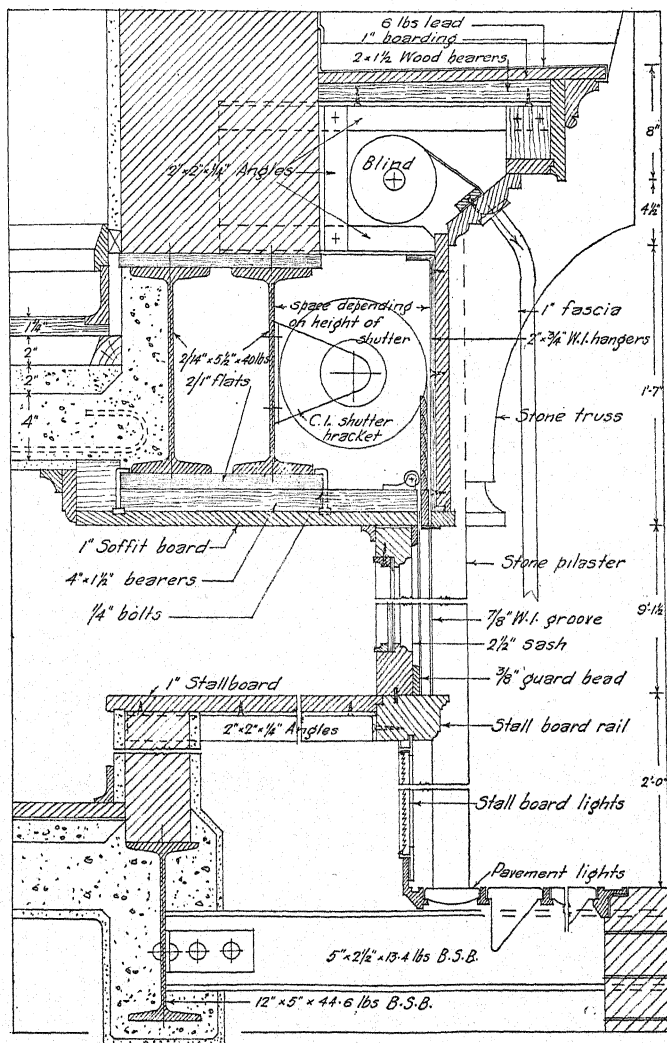 6 lbs lead
1" boarding
2 × 1½ Wood bearers
8"
2"×2"×¼" Angles
Blind
4½"
space depending
on height of
shutter
1" fascia
2"×¾" W.I. hangers
1¼"
2"
2"
4"
2/14" × 5½" × 40 lbs
2/1" flats
C.I. shutter
bracket
1'-7"
Stone truss
1" Soffit board
4" × 1½" bearers
¼" bolts
Stone pilaster
7/8" W.I. groove
2½" sash
3/8" guard bead
9'-1½"
1" Stallboard
2"×2"×¼" Angles
Stall board rail
Stall board lights
2'-0"
Pavement lights
5" × 2½" × 13.4 lbs B.S.B.
12" × 5" × 44.6 lbs B.S.B.